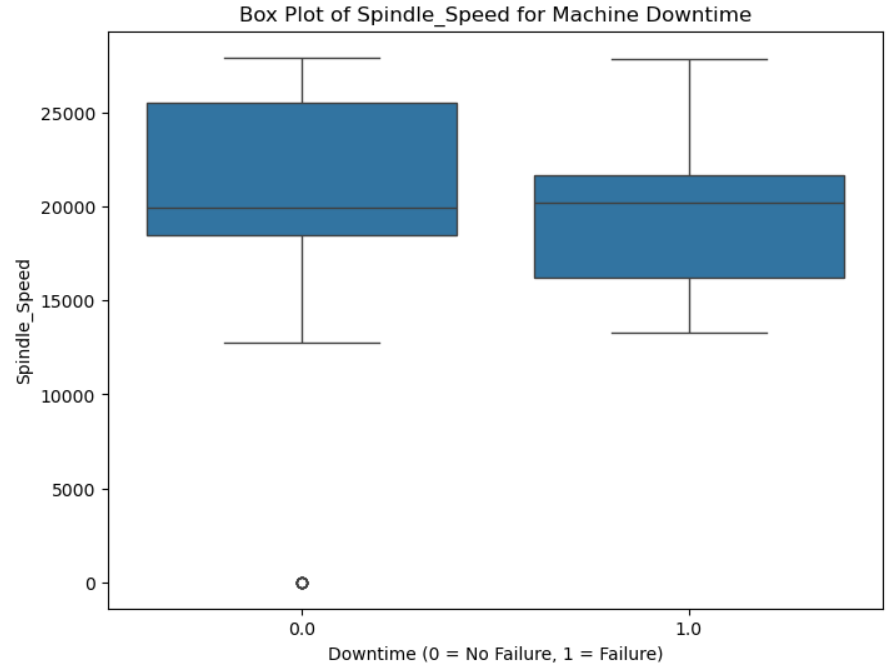 Box Plot of Spindle_Speed for Machine Downtime
25000
20000
15000
10000
5000
0
Spindle_Speed
0.0 1.0
Downtime (0 = No Failure, 1 = Failure)